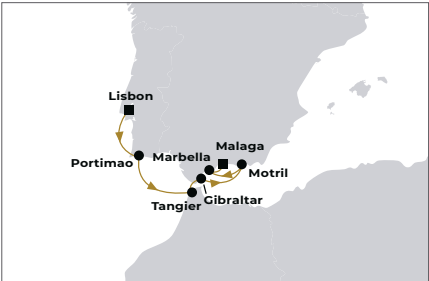 Lisbon
Malaga
Portimao
Marbella
Motril
Tangier
Gibraltar